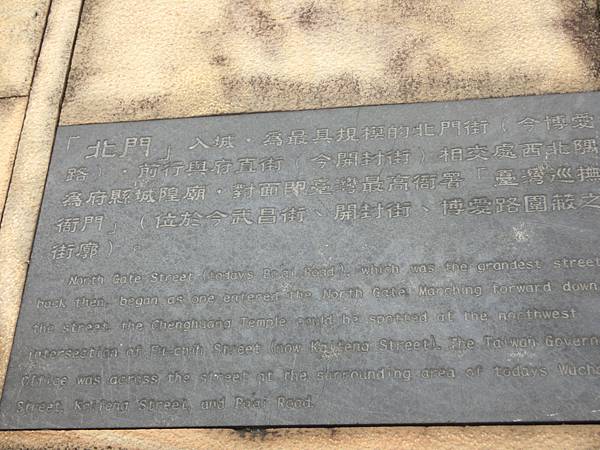 「北門」入城，為最具規模的北門街（今博愛
路），前行與府直街（今開封街）相交處西北隅
為府縣城隍廟，對面即臺灣最高衙署「臺灣巡撫
衙門」（位於今武昌街、開封街、博愛路圍蔽之
街廓）。
North Gate Street (todays Boai Road), which was the grandest street
back then, began as one entered the North Gate. Marching forward down
the street, the Chenghuang Temple could be spotted at the northwest
intersection of Fu-chih Street (now Kaifeng Street). The Taiwan Govern
Office was across the street at the surrounding area of todays Wucha
Street, Kaifeng Street, and Boai Road.